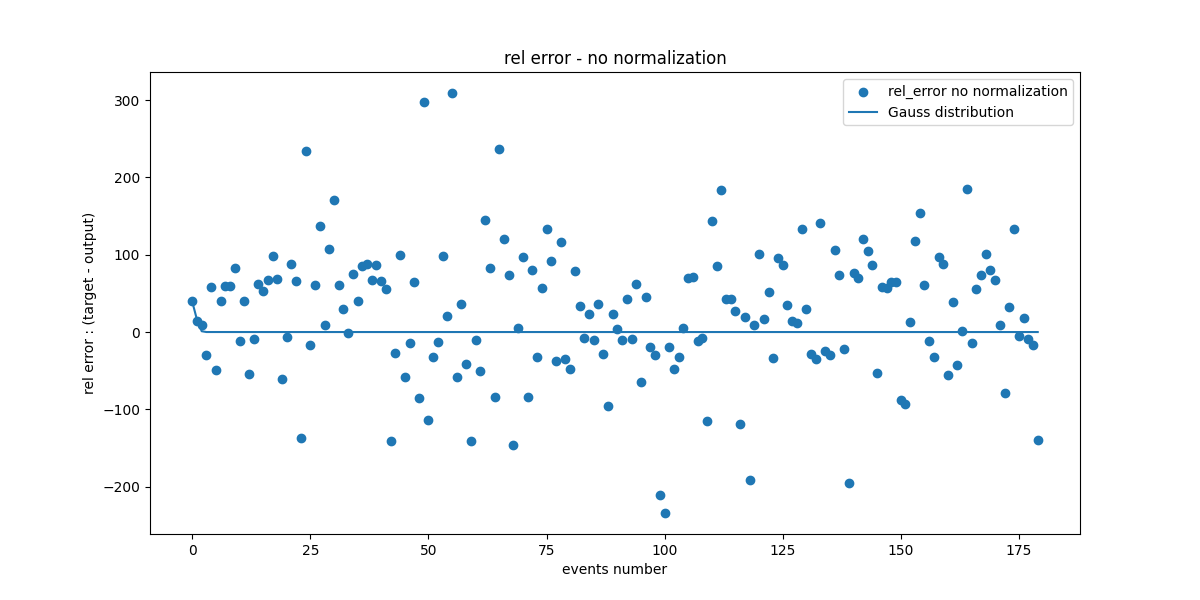 rel error - no normalization
rel_error no normalization
Gauss distribution
rel error : (target - output)
300
200
100
0
−100
−200
0
25
50
75
100
125
150
175
events number